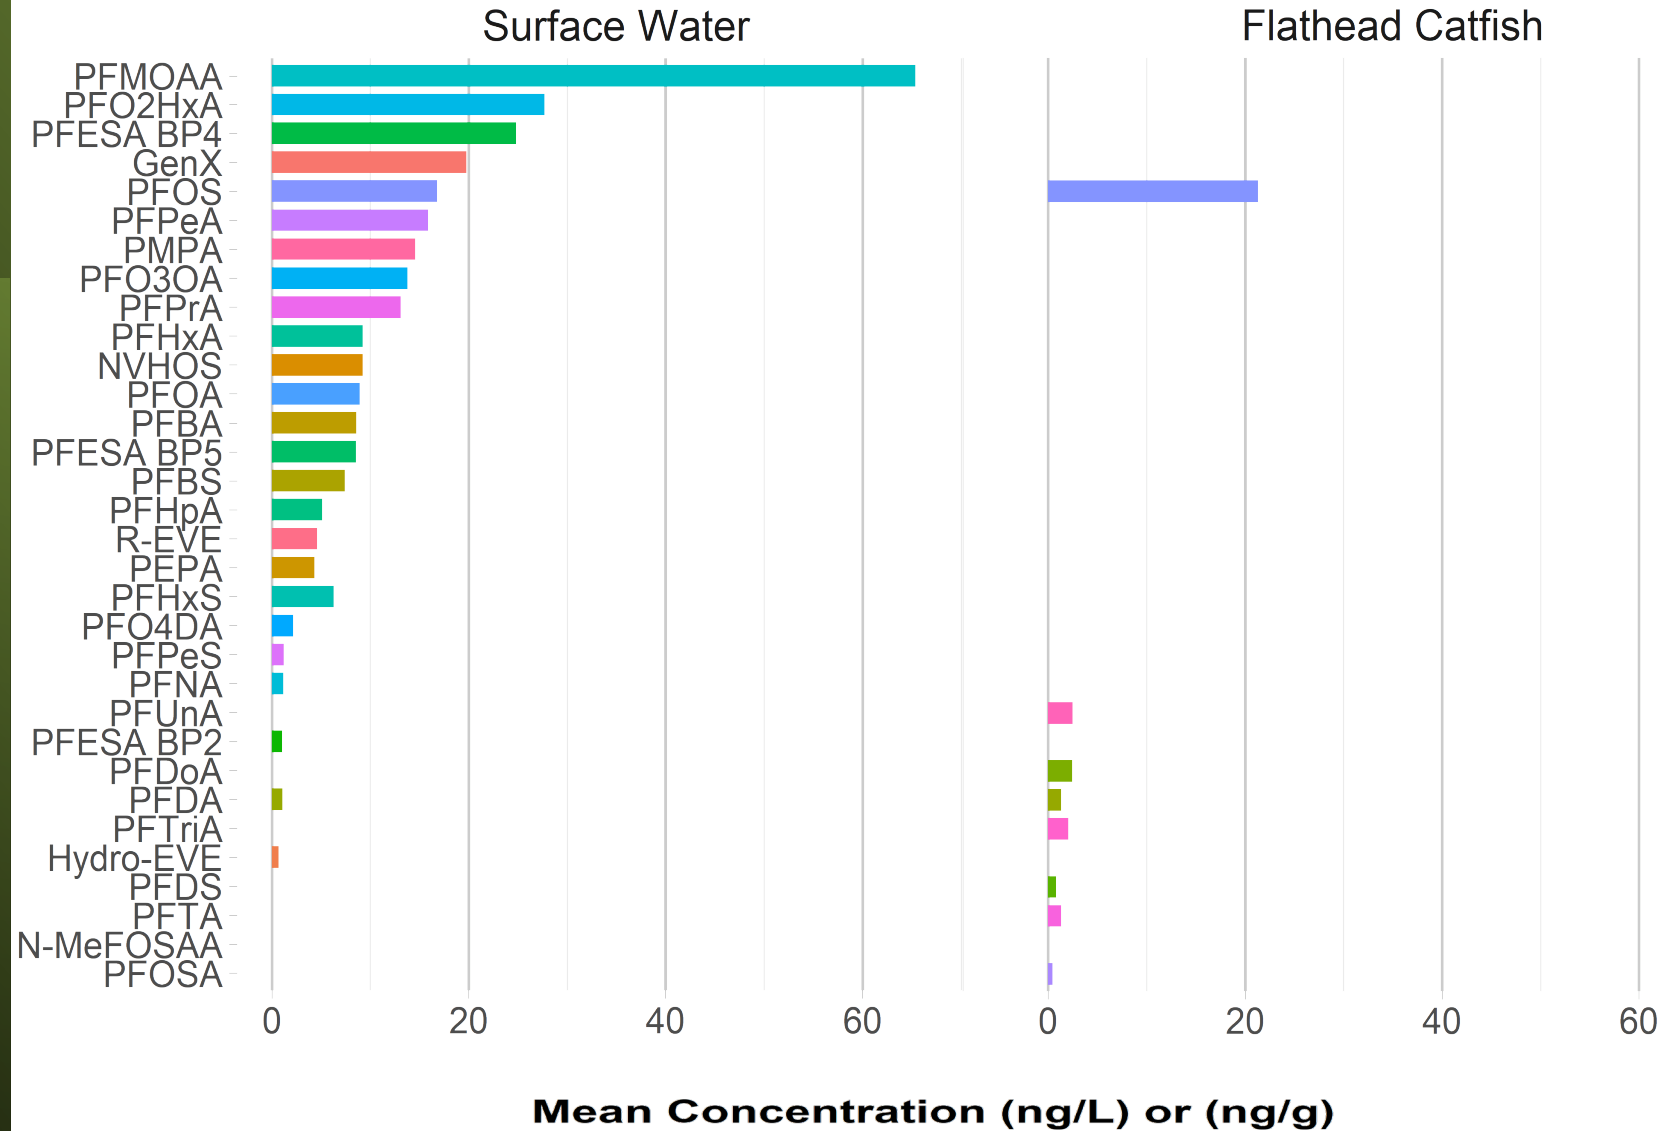 Surface Water
Flathead Catfish
PFMOAA
PFO2HxA
PFESA BP4
GenX
PFOS
PFPeA
PMPA
PFO3OA
PFPrA
PFHxA
NVHOS
PFOA
PFBA
PFESA BP5
PFBS
PFHpA
R-EVE
PEPA
PFHxS
PFO4DA
PFPeS
PFNA
PFUnA
PFESA BP2
PFDoA
PFDA
PFTriA
Hydro-EVE
PFDS
PFTA
N-MeFOSAA
PFOSA
0 20 40 60
0 20 40 60
Mean Concentration (ng/L) or (ng/g)